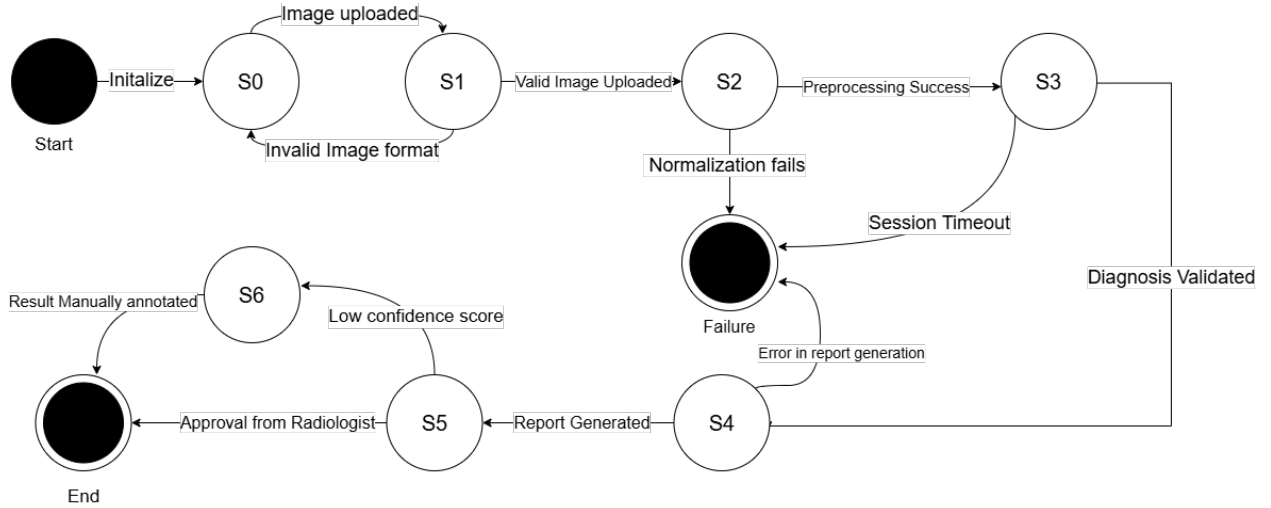 Image uploaded
Initalize
S0
S1
Valid Image Uploaded
S2
Preprocessing Success
S3
Start
Invalid Image format
Normalization fails
Session Timeout
Diagnosis Validated
Failure
Result Manually annotated
S6
Low confidence score
Error in report generation
Approval from Radiologist
S5
Report Generated
S4
End